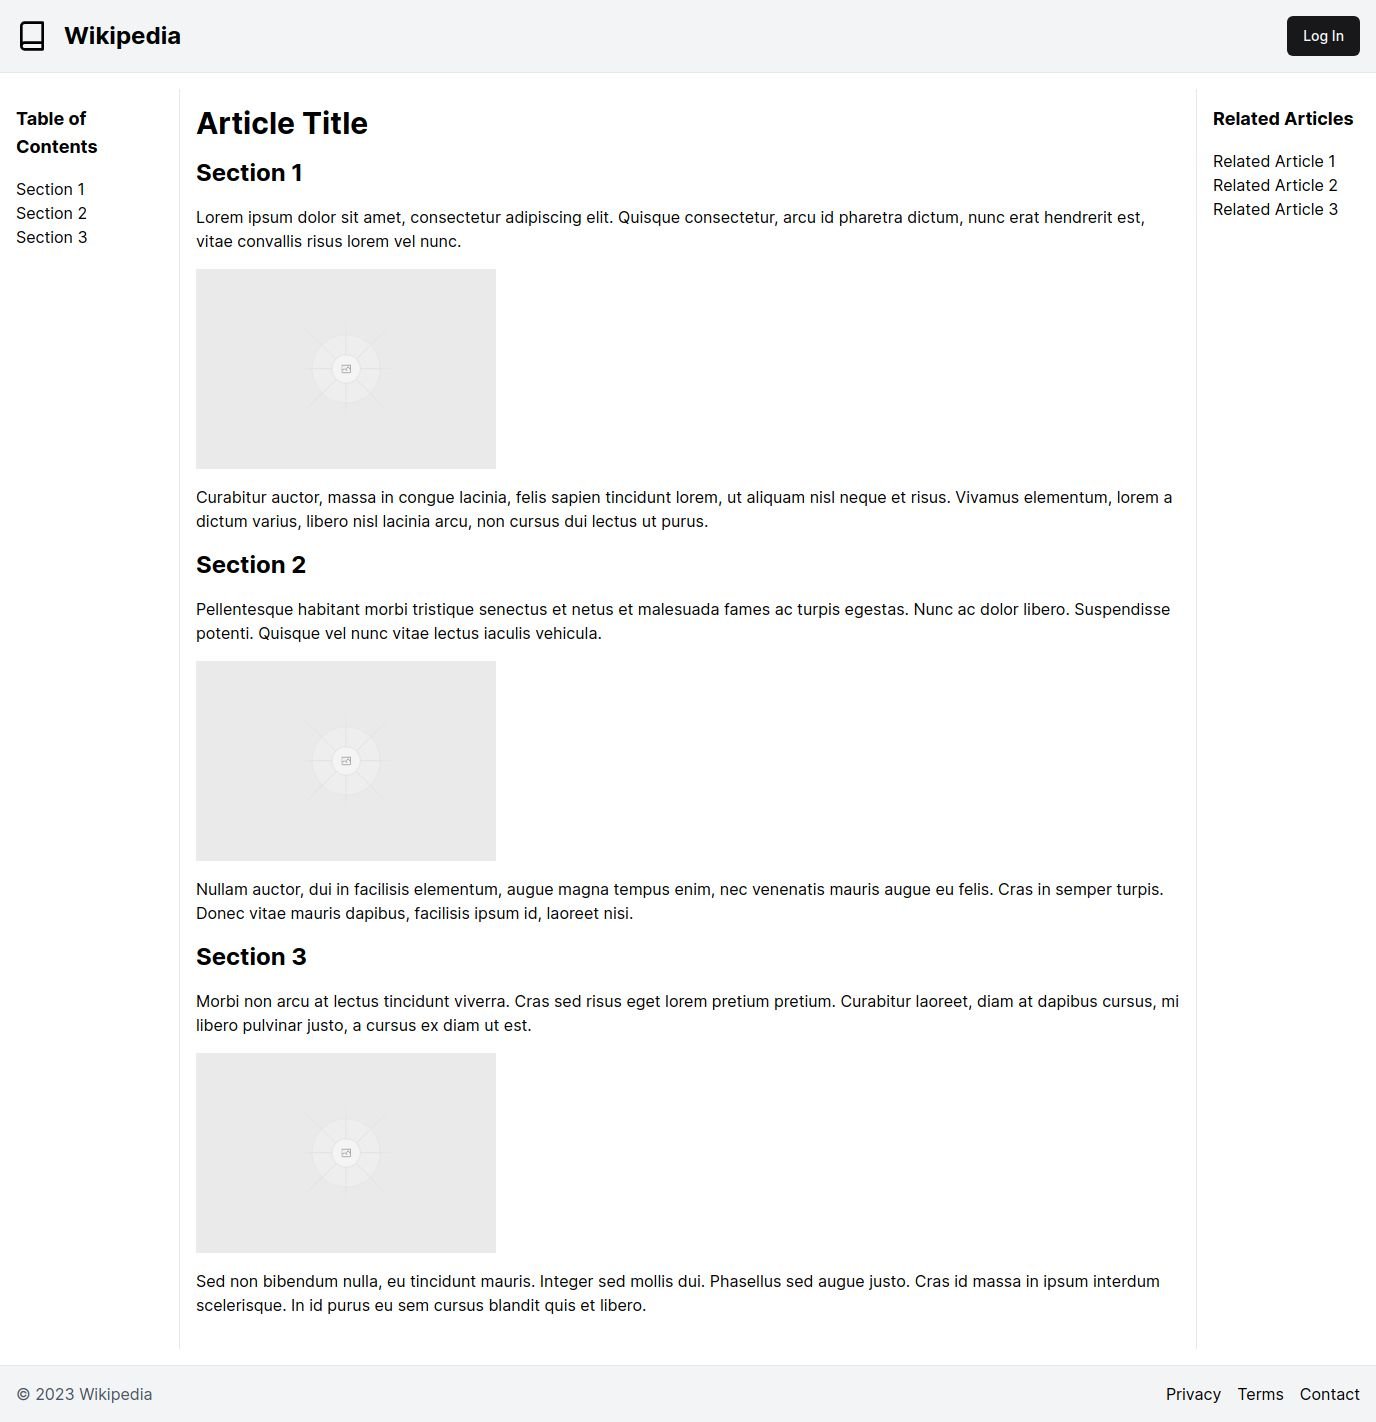 Wikipedia
Log In
Table of
Contents
Section 1
Section 2
Section 3
Article Title
Section 1
Lorem ipsum dolor sit amet, consectetur adipiscing elit. Quisque consectetur, arcu id pharetra dictum, nunc erat hendrerit est,
vitae convallis risus lorem vel nunc.
Curabitur auctor, massa in congue lacinia, felis sapien tincidunt lorem, ut aliquam nisl neque et risus. Vivamus elementum, lorem a
dictum varius, libero nisl lacinia arcu, non cursus dui lectus ut purus.
Section 2
Pellentesque habitant morbi tristique senectus et netus et malesuada fames ac turpis egestas. Nunc ac dolor libero. Suspendisse
potenti. Quisque vel nunc vitae lectus iaculis vehicula.
Nullam auctor, dui in facilisis elementum, augue magna tempus enim, nec venenatis mauris augue eu felis. Cras in semper turpis.
Donec vitae mauris dapibus, facilisis ipsum id, laoreet nisi.
Section 3
Morbi non arcu at lectus tincidunt viverra. Cras sed risus eget lorem pretium pretium. Curabitur laoreet, diam at dapibus cursus, mi
libero pulvinar justo, a cursus ex diam ut est.
Sed non bibendum nulla, eu tincidunt mauris. Integer sed mollis dui. Phasellus sed augue justo. Cras id massa in ipsum interdum
scelerisque. In id purus eu sem cursus blandit quis et libero.
Related Articles
Related Article 1
Related Article 2
Related Article 3
© 2023 Wikipedia
Privacy
Terms
Contact